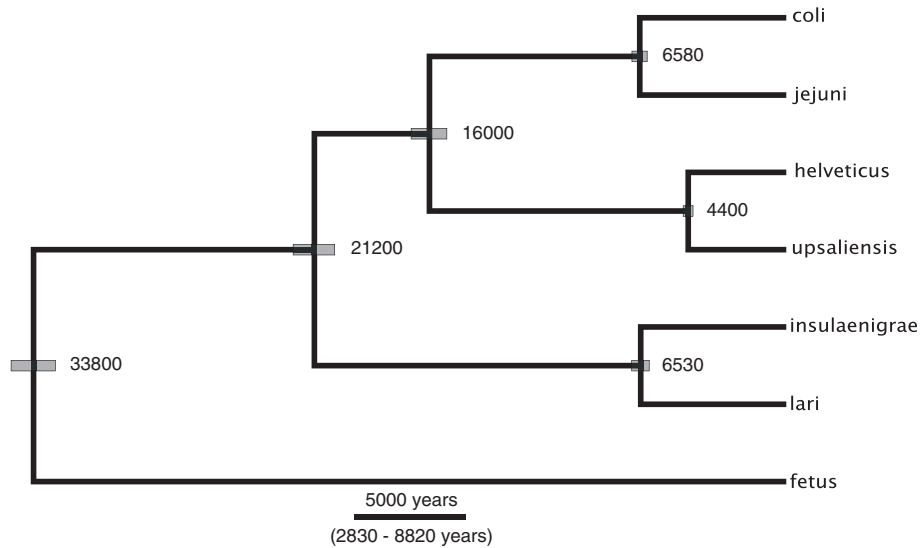 coli
6580
jejuni
16000
helveticus
4400
upsaliensis
21200
insulaenigrae
33800
6530
lari
fetus
5000 years
(2830 - 8820 years)